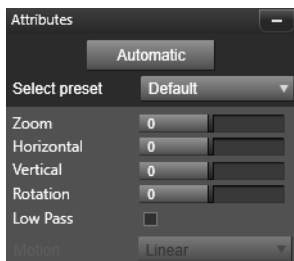 Attributes
Automatic
Select preset Default
Zoom 0
Horizontal 0
Vertical 0
Rotation 0
Low Pass
Motion Linear